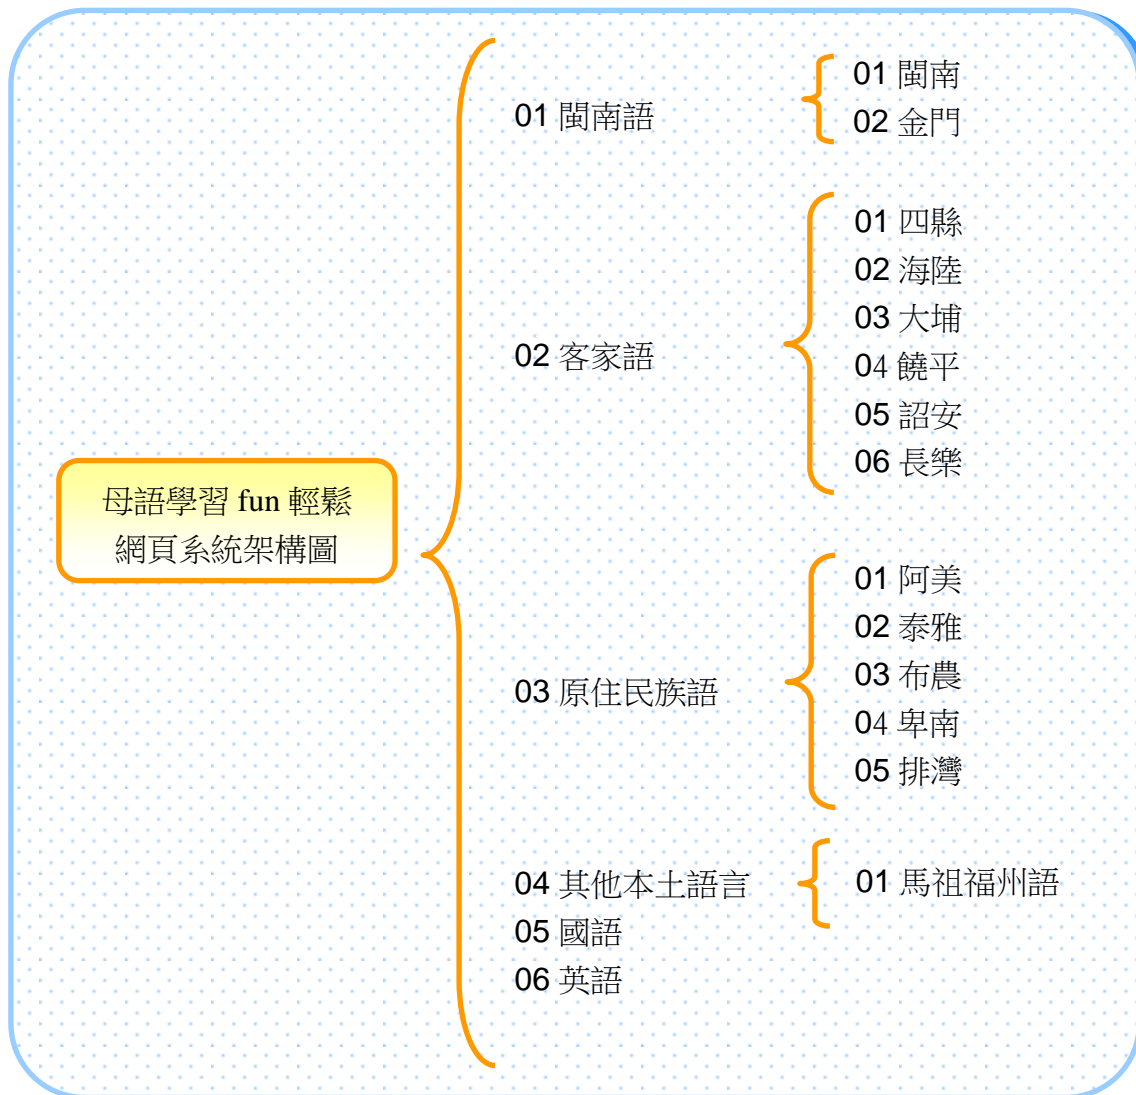 母語學習 fun 輕鬆
網頁系統架構圖
01 閩南語
01 閩南
02 金門
02 客家語
01 四縣
02 海陸
03 大埔
04 饒平
05 詔安
06 長樂
03 原住民族語
01 阿美
02 泰雅
03 布農
04 卑南
05 排灣
04 其他本土語言
01 馬祖福州語
05 國語
06 英語